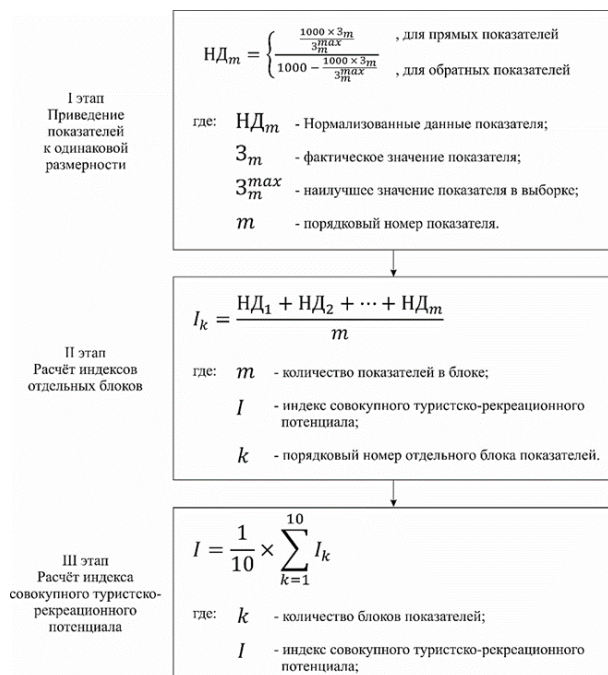 I этап
Приведение
показателей
к одинаковой
размерности
НД_m = { (1000 × З_m) / З_m^max , для прямых показателей
1000 − (1000 × З_m) / З_m^max , для обратных показателей
где: НД_m - Нормализованные данные показателя;
З_m - фактическое значение показателя;
З_m^max - наилучшее значение показателя в выборке;
m - порядковый номер показателя.
II этап
Расчёт индексов
отдельных блоков
I_k = (НД_1 + НД_2 + ⋯ + НД_m) / m
где: m - количество показателей в блоке;
I - индекс совокупного туристско-рекреационного
потенциала;
k - порядковый номер отдельного блока показателей.
III этап
Расчёт индекса
совокупного туристско-
рекреационного
потенциала
I = 1/10 × ∑_{k=1}^{10} I_k
где: k - количество блоков показателей;
I - индекс совокупного туристско-рекреационного
потенциала;